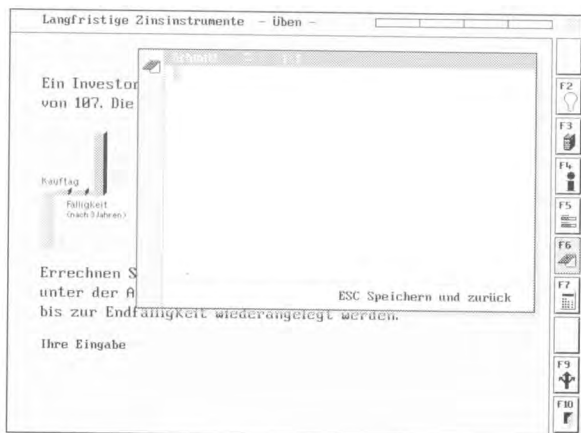 Langfristige Zinsinstrumente - Üben -
Ein Investor
von 107. Die
Kauftag
Fälligkeit
(nach 3 Jahren)
Errechnen S
unter der A
bis zur Endfälligkeit wiederangelegt werden.
ESC Speichern und zurück
Ihre Eingabe
F2
F3
F4
F5
F6
F7
F9
F10